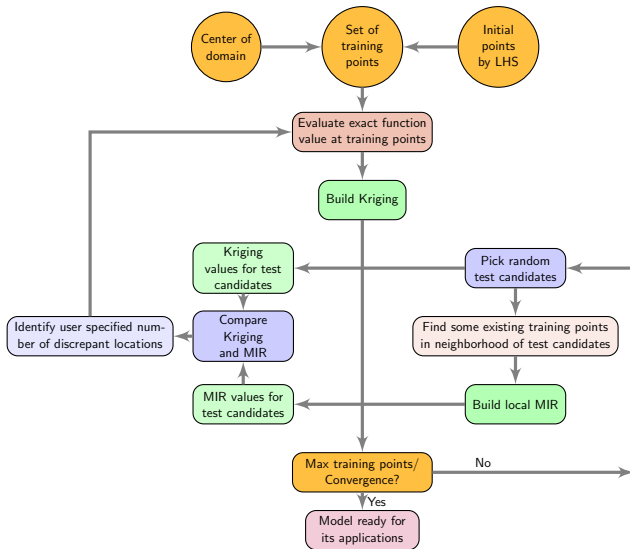 Center of
domain
Set of
training
points
Initial
points
by LHS
Evaluate exact function
value at training points
Build Kriging
Kriging
values for test
candidates
Pick random
test candidates
Identify user specified num-
ber of discrepant locations
Compare
Kriging
and MIR
Find some existing training points
in neighborhood of test candidates
MIR values for
test candidates
Build local MIR
Max training points/
Convergence?
No
Yes
Model ready for
its applications